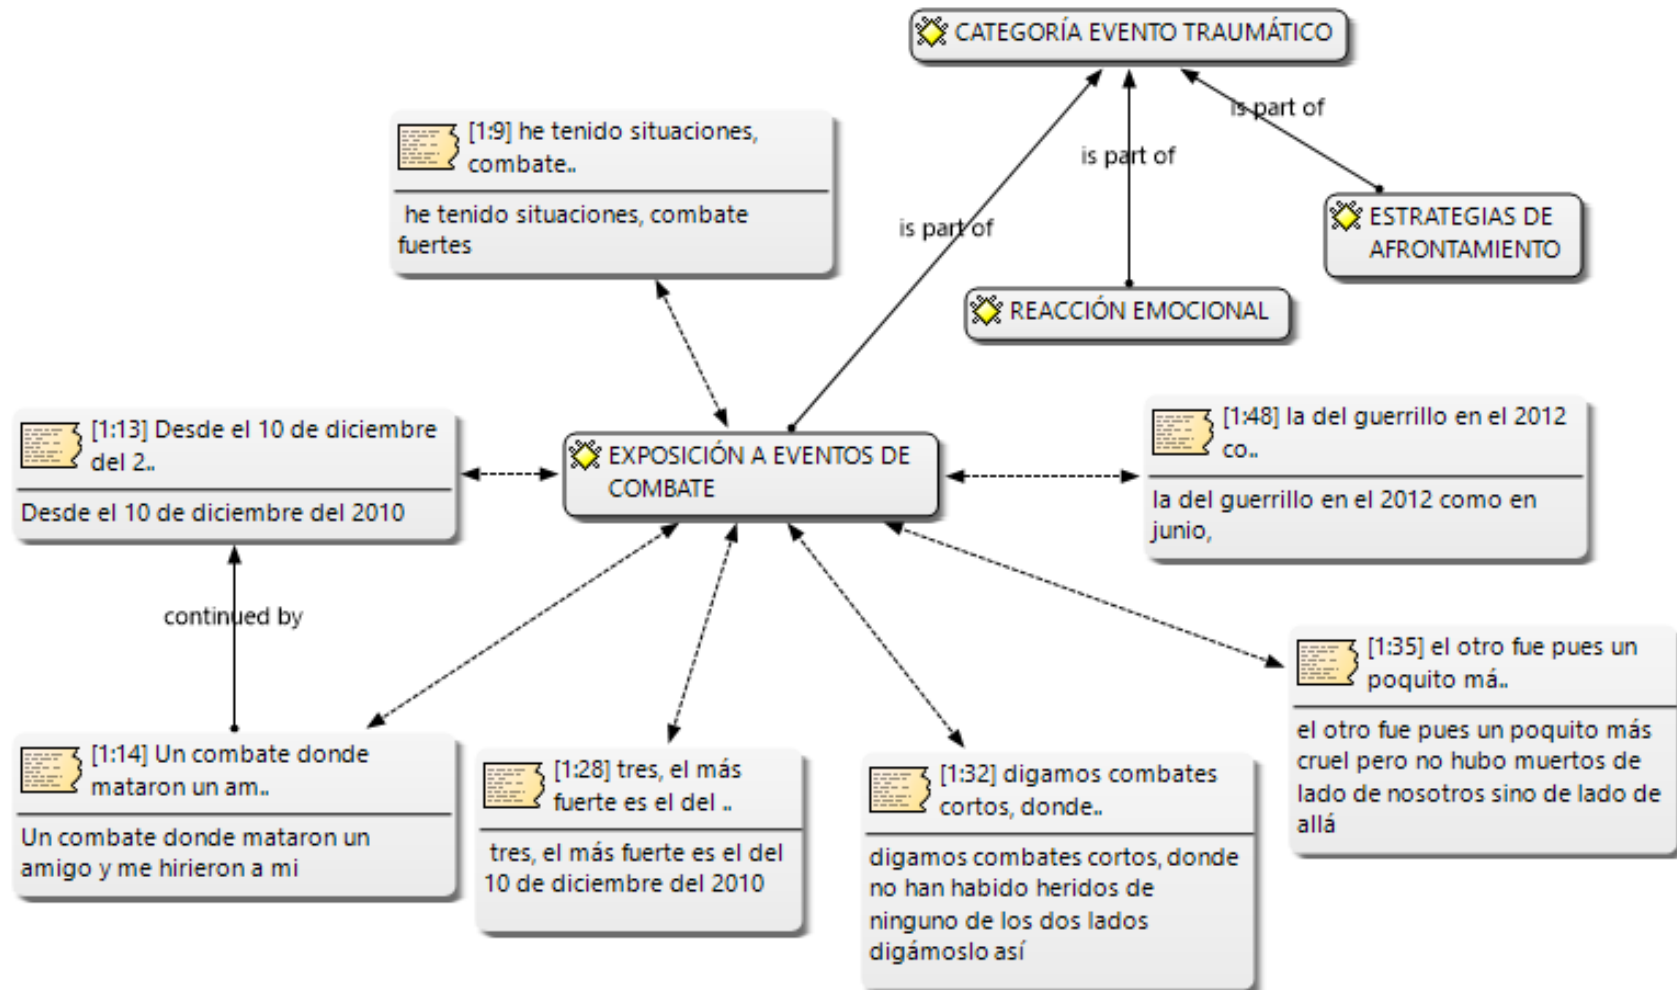 CATEGORÍA EVENTO TRAUMÁTICO
is part of
is part of
is part of
ESTRATEGIAS DE
AFRONTAMIENTO
REACCIÓN EMOCIONAL
[1:9] he tenido situaciones,
combate..
he tenido situaciones, combate
fuertes
[1:13] Desde el 10 de diciembre
del 2..
Desde el 10 de diciembre del 2010
EXPOSICIÓN A EVENTOS DE
COMBATE
[1:48] la del guerrillo en el 2012
co..
la del guerrillo en el 2012 como en
junio,
continued by
[1:14] Un combate donde
mataron un am..
Un combate donde mataron un
amigo y me hirieron a mi
[1:28] tres, el más
fuerte es el del ..
tres, el más fuerte es el del
10 de diciembre del 2010
[1:32] digamos combates
cortos, donde..
digamos combates cortos, donde
no han habido heridos de
ninguno de los dos lados
digámoslo así
[1:35] el otro fue pues un
poquito má..
el otro fue pues un poquito más
cruel pero no hubo muertos de
lado de nosotros sino de lado de
allá